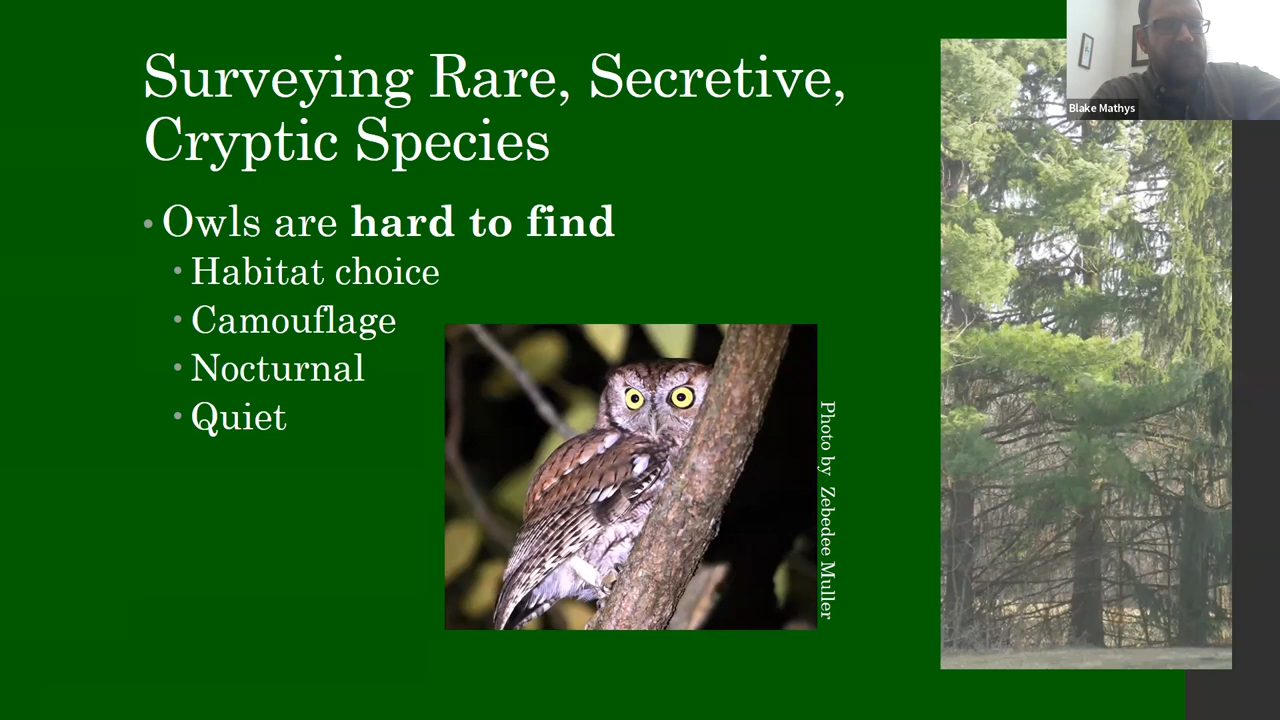 Surveying Rare, Secretive,
Cryptic Species
• Owls are hard to find
• Habitat choice
• Camouflage
• Nocturnal
• Quiet
Photo by Zebedee Muller
Blake Mathys